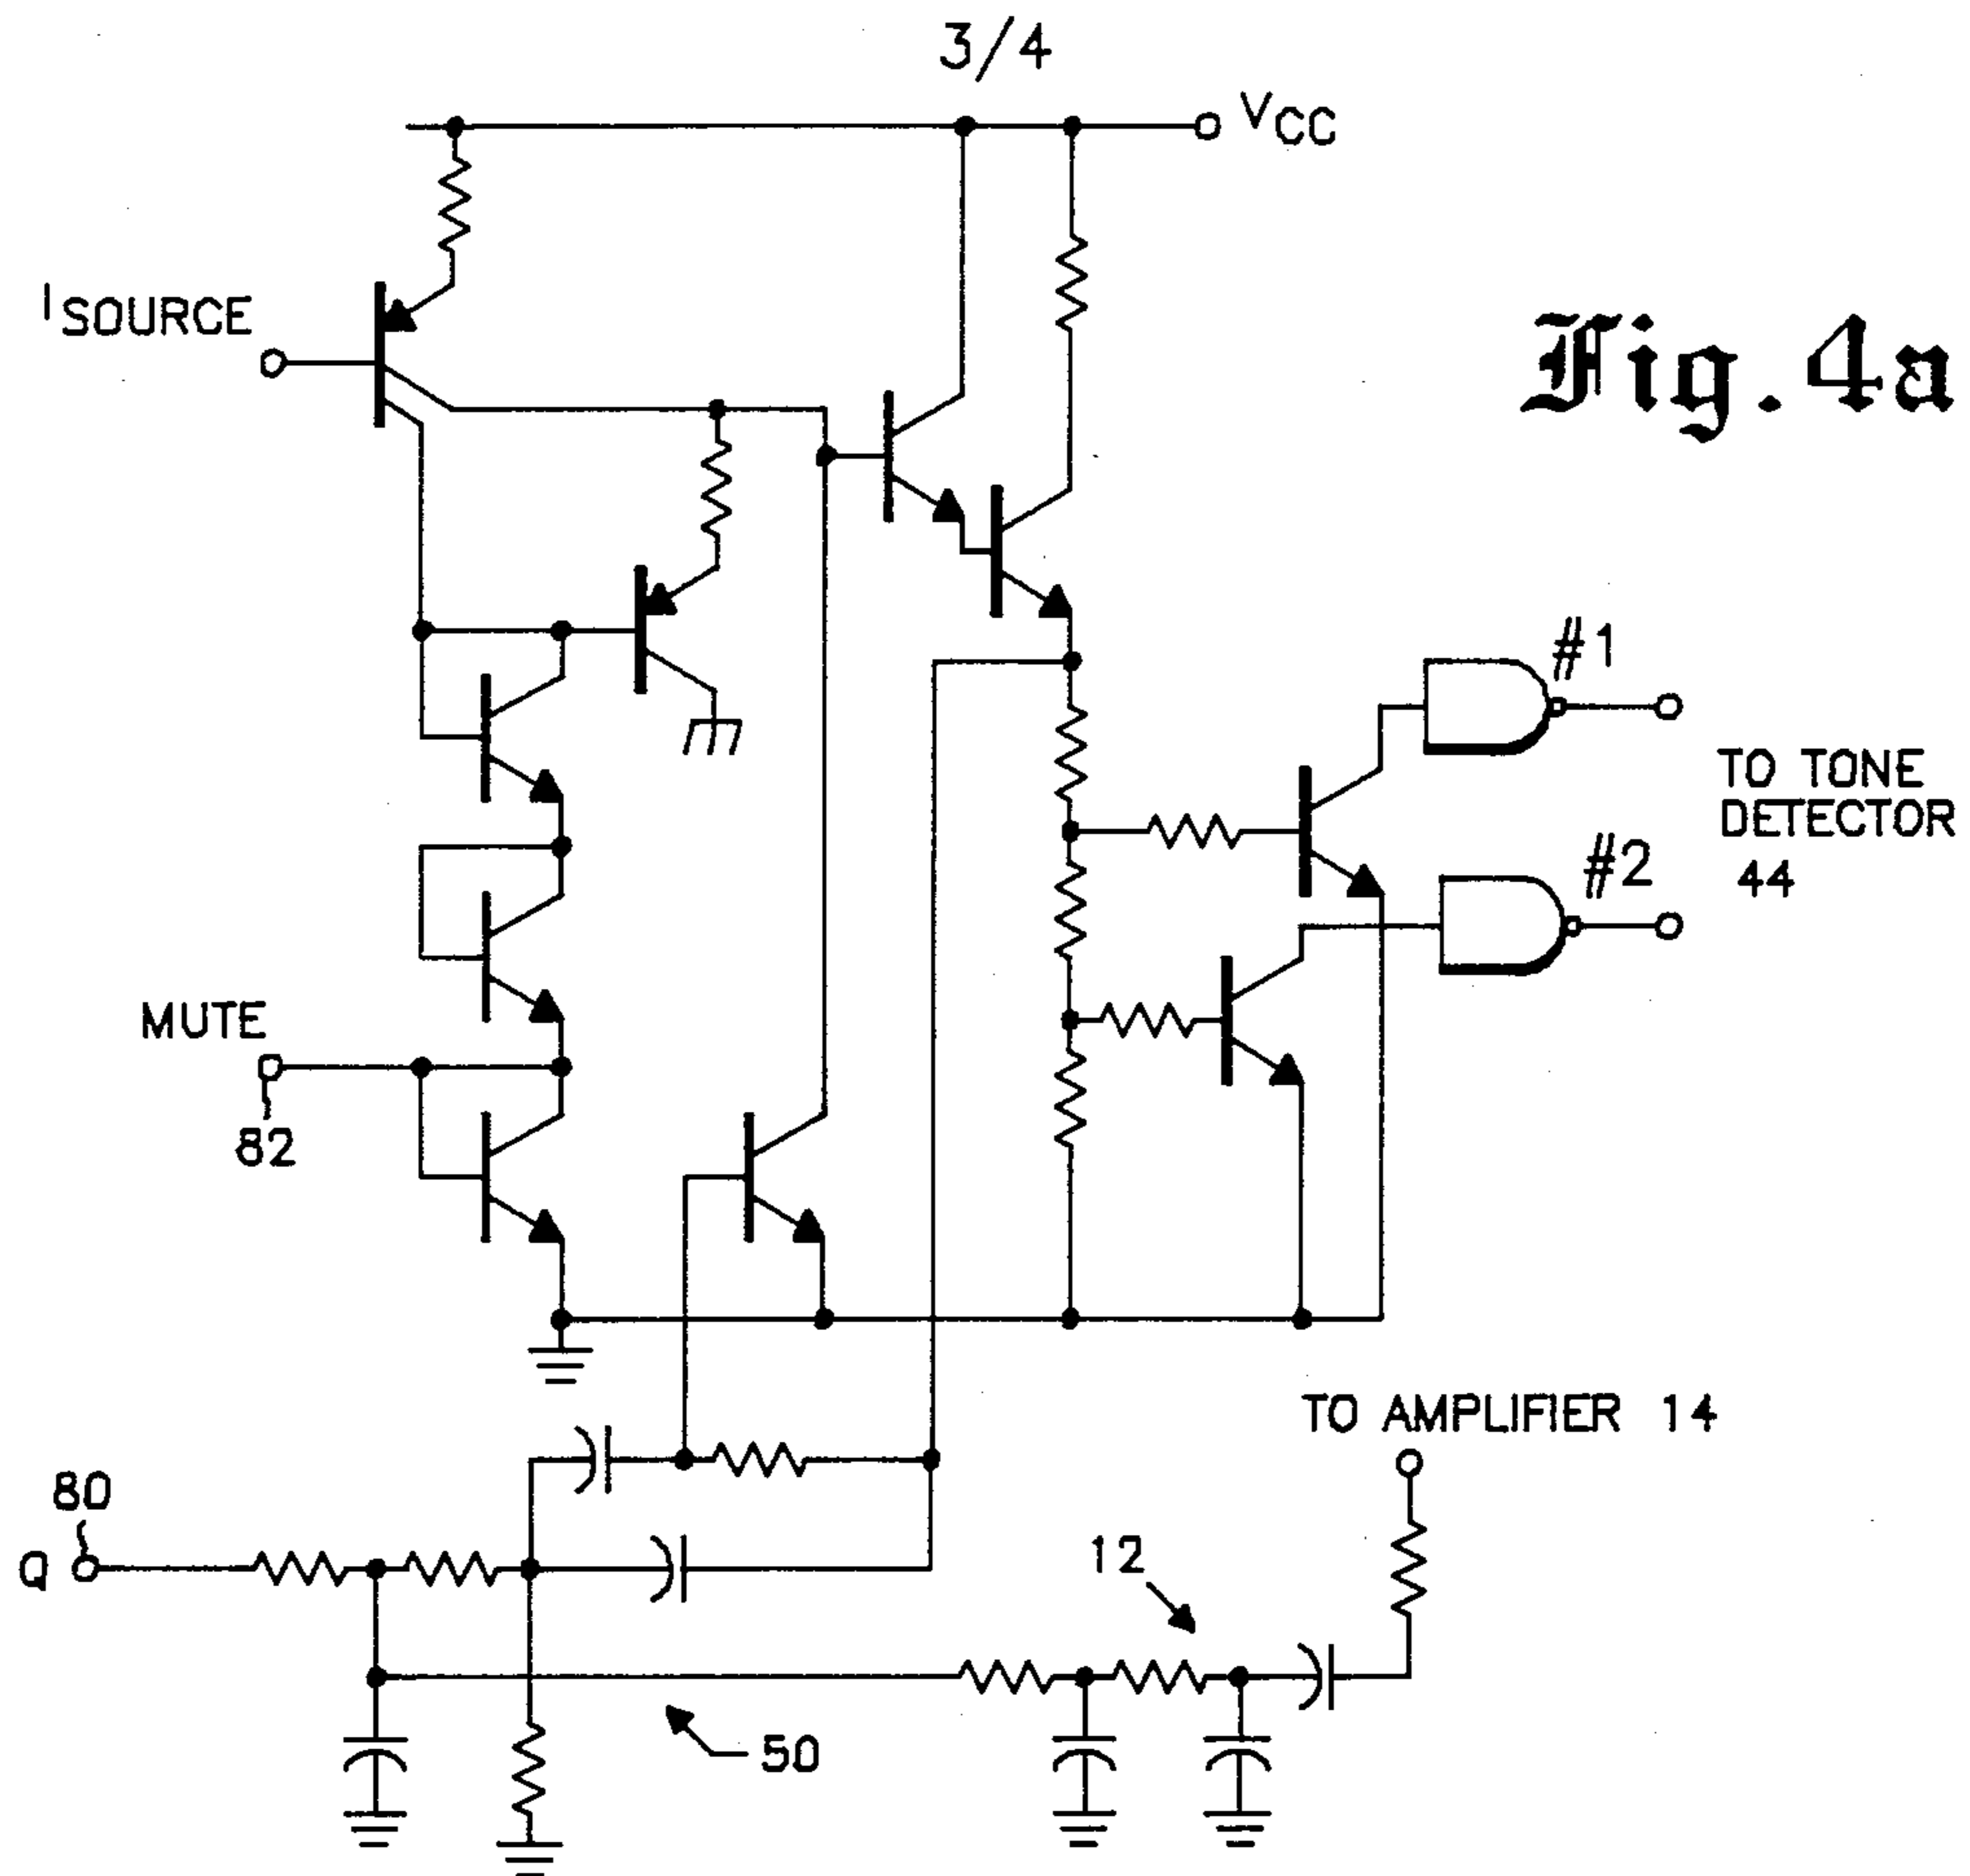 3/4
VCC
ISOURCE
Fig. 4a
#1
TO TONE
DETECTOR
44
#2
MUTE
82
TO AMPLIFIER 14
80
Q
12
50